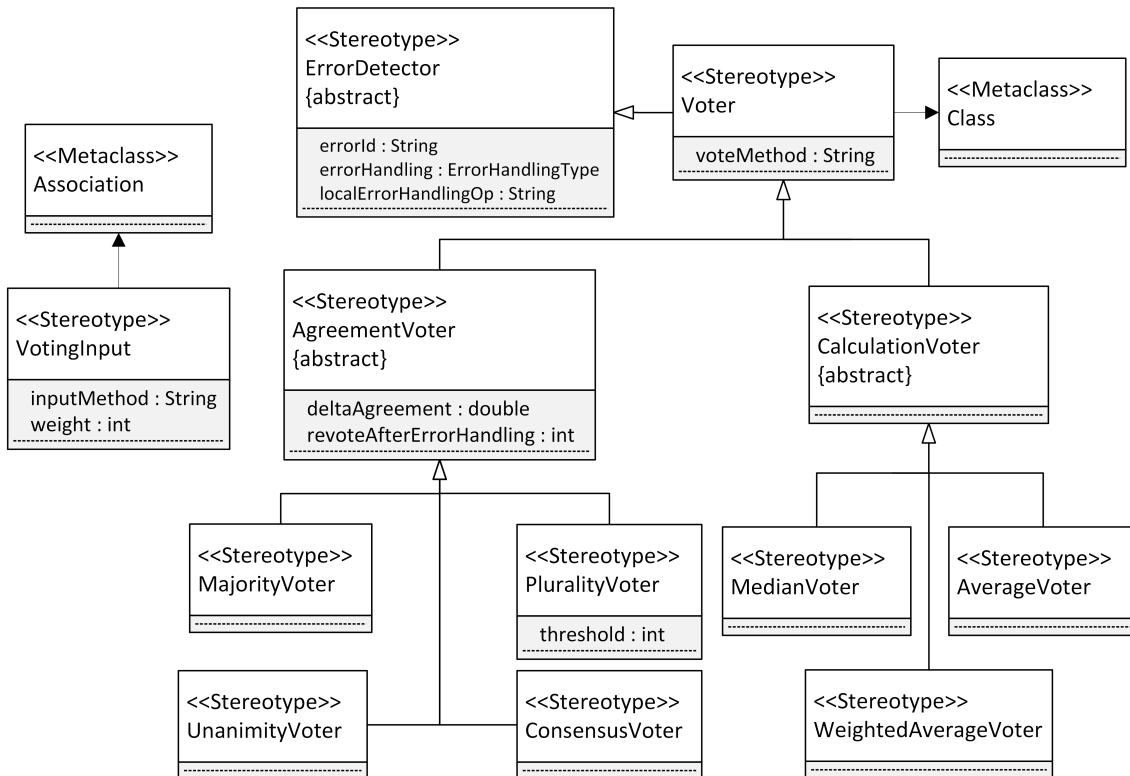 <<Stereotype>>
ErrorDetector
{abstract}
errorId : String
errorHandling : ErrorHandlingType
localErrorHandlingOp : String
<<Stereotype>>
Voter
voteMethod : String
<<Metaclass>>
Class
<<Metaclass>>
Association
<<Stereotype>>
VotingInput
inputMethod : String
weight : int
<<Stereotype>>
AgreementVoter
{abstract}
deltaAgreement : double
revoteAfterErrorHandling : int
<<Stereotype>>
CalculationVoter
{abstract}
<<Stereotype>>
MajorityVoter
<<Stereotype>>
PluralityVoter
threshold : int
<<Stereotype>>
MedianVoter
<<Stereotype>>
AverageVoter
<<Stereotype>>
UnanimityVoter
<<Stereotype>>
ConsensusVoter
<<Stereotype>>
WeightedAverageVoter